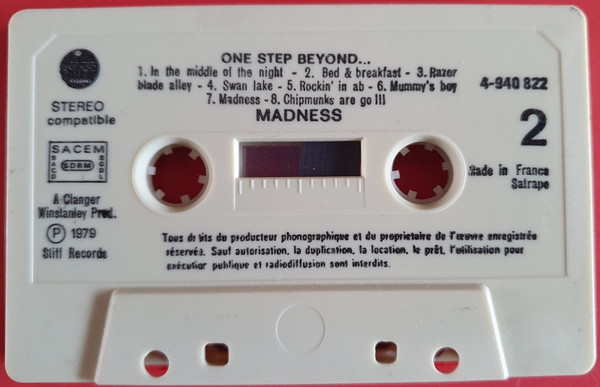 ONE STEP BEYOND...
1. In the middle of the night - 2. Bed & breakfast - 3. Razor
blade alley - 4. Swan lake - 5. Rockin' in ab - 6. Mummy's boy
7. Madness - 8. Chipmunks are go !!!
MADNESS
4-940 822
2
Made in France
Satrape
STEREO
compatible
SACEM
SACD
SDRM
SGDL
A Clanger
Winstanley Prod.
P 1979
Stiff Records
Tous droits du producteur phonographique et du propriétaire de l'œuvre enregistrée
réservés. Sauf autorisation, la duplication, la location, le prêt, l'utilisation pour
exécution publique et radiodiffusion sont interdits.